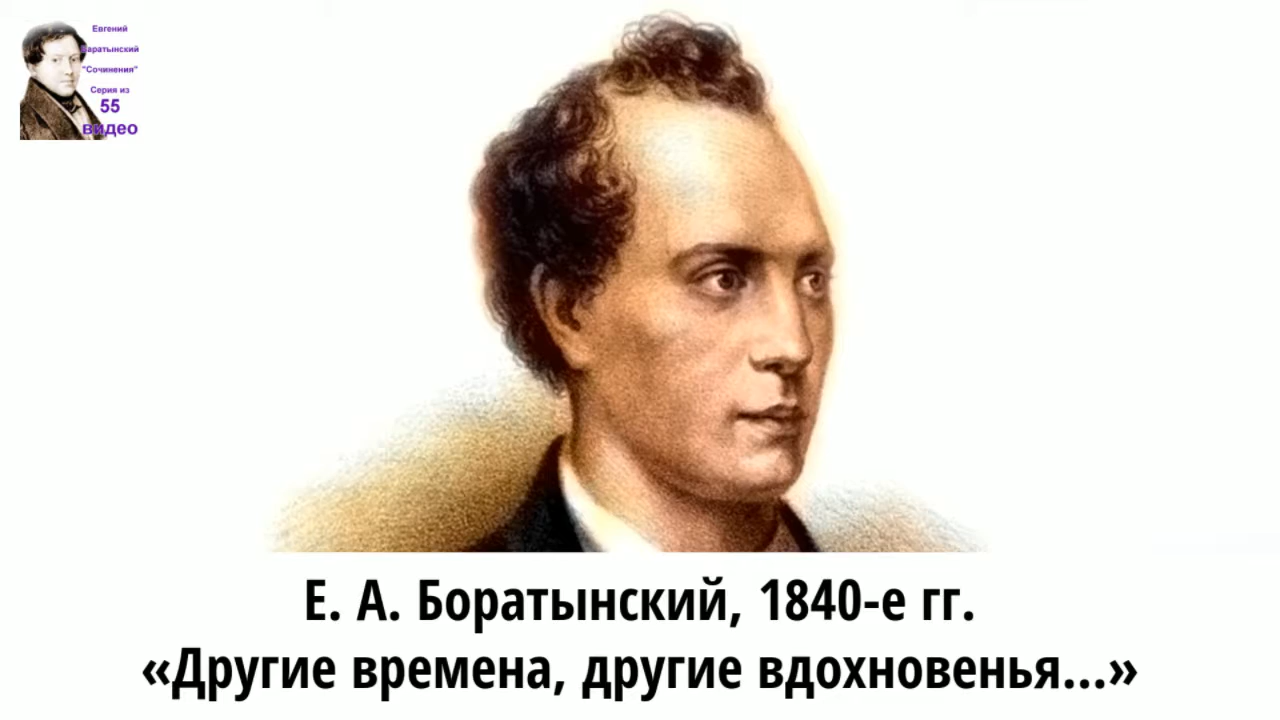 Евгений
Баратынский
"Сочинения"
Серия из
55
видео
Е. А. Боратынский, 1840-е гг.
«Другие времена, другие вдохновенья...»